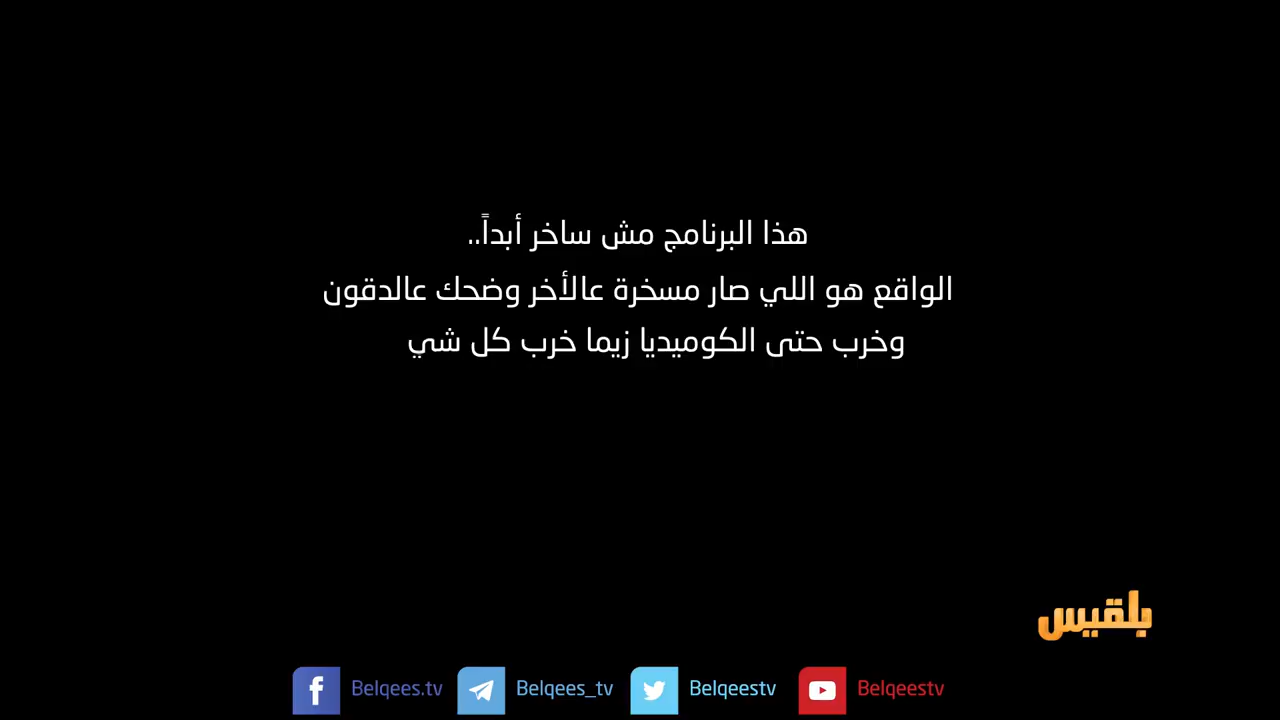 هذا البرنامج مش ساخر أبداً..
الواقع هو اللي صار مسخرة عالأخر وضحك عالدقون
وخرب حتى الكوميديا زيما خرب كل شي
بلقيس
Belqees.tv Belqees_tv Belqeestv Belqeestv